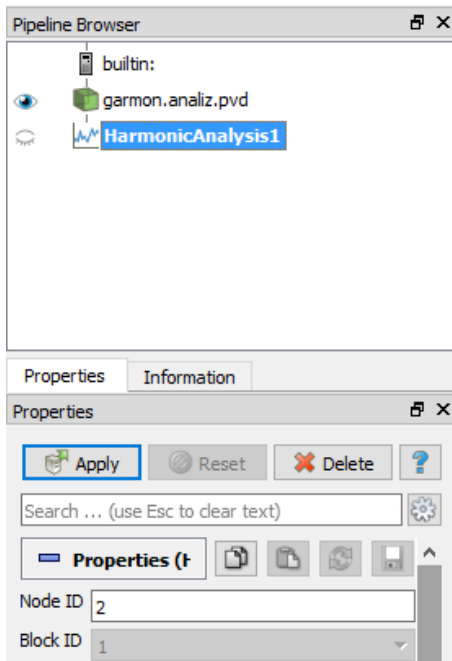 Pipeline Browser
builtin:
garmon.analiz.pvd
HarmonicAnalysis1
Properties Information
Properties
Apply Reset Delete ?
Search ... (use Esc to clear text)
Properties (H
Node ID 2
Block ID 1